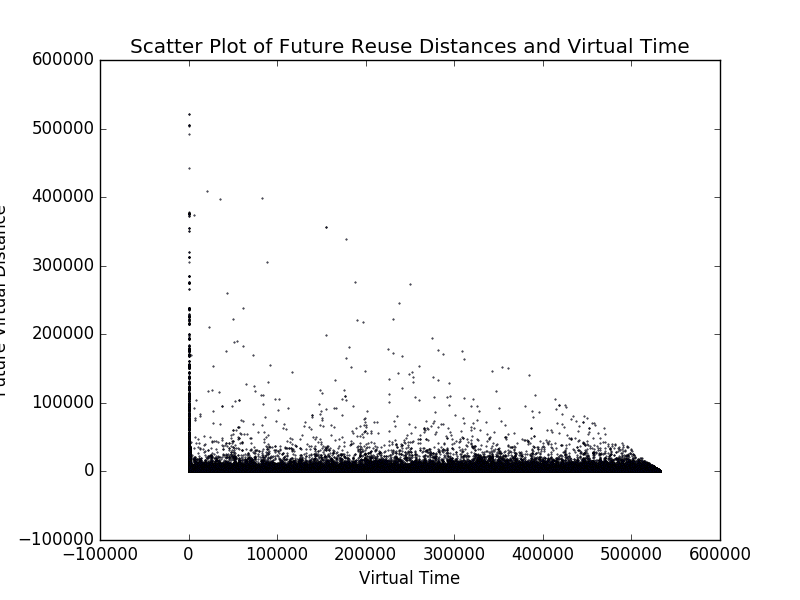 Scatter Plot of Future Reuse Distances and Virtual Time
600000
500000
400000
300000
200000
100000
0
−100000
Future Virtual Distance
−100000 0 100000 200000 300000 400000 500000 600000
Virtual Time